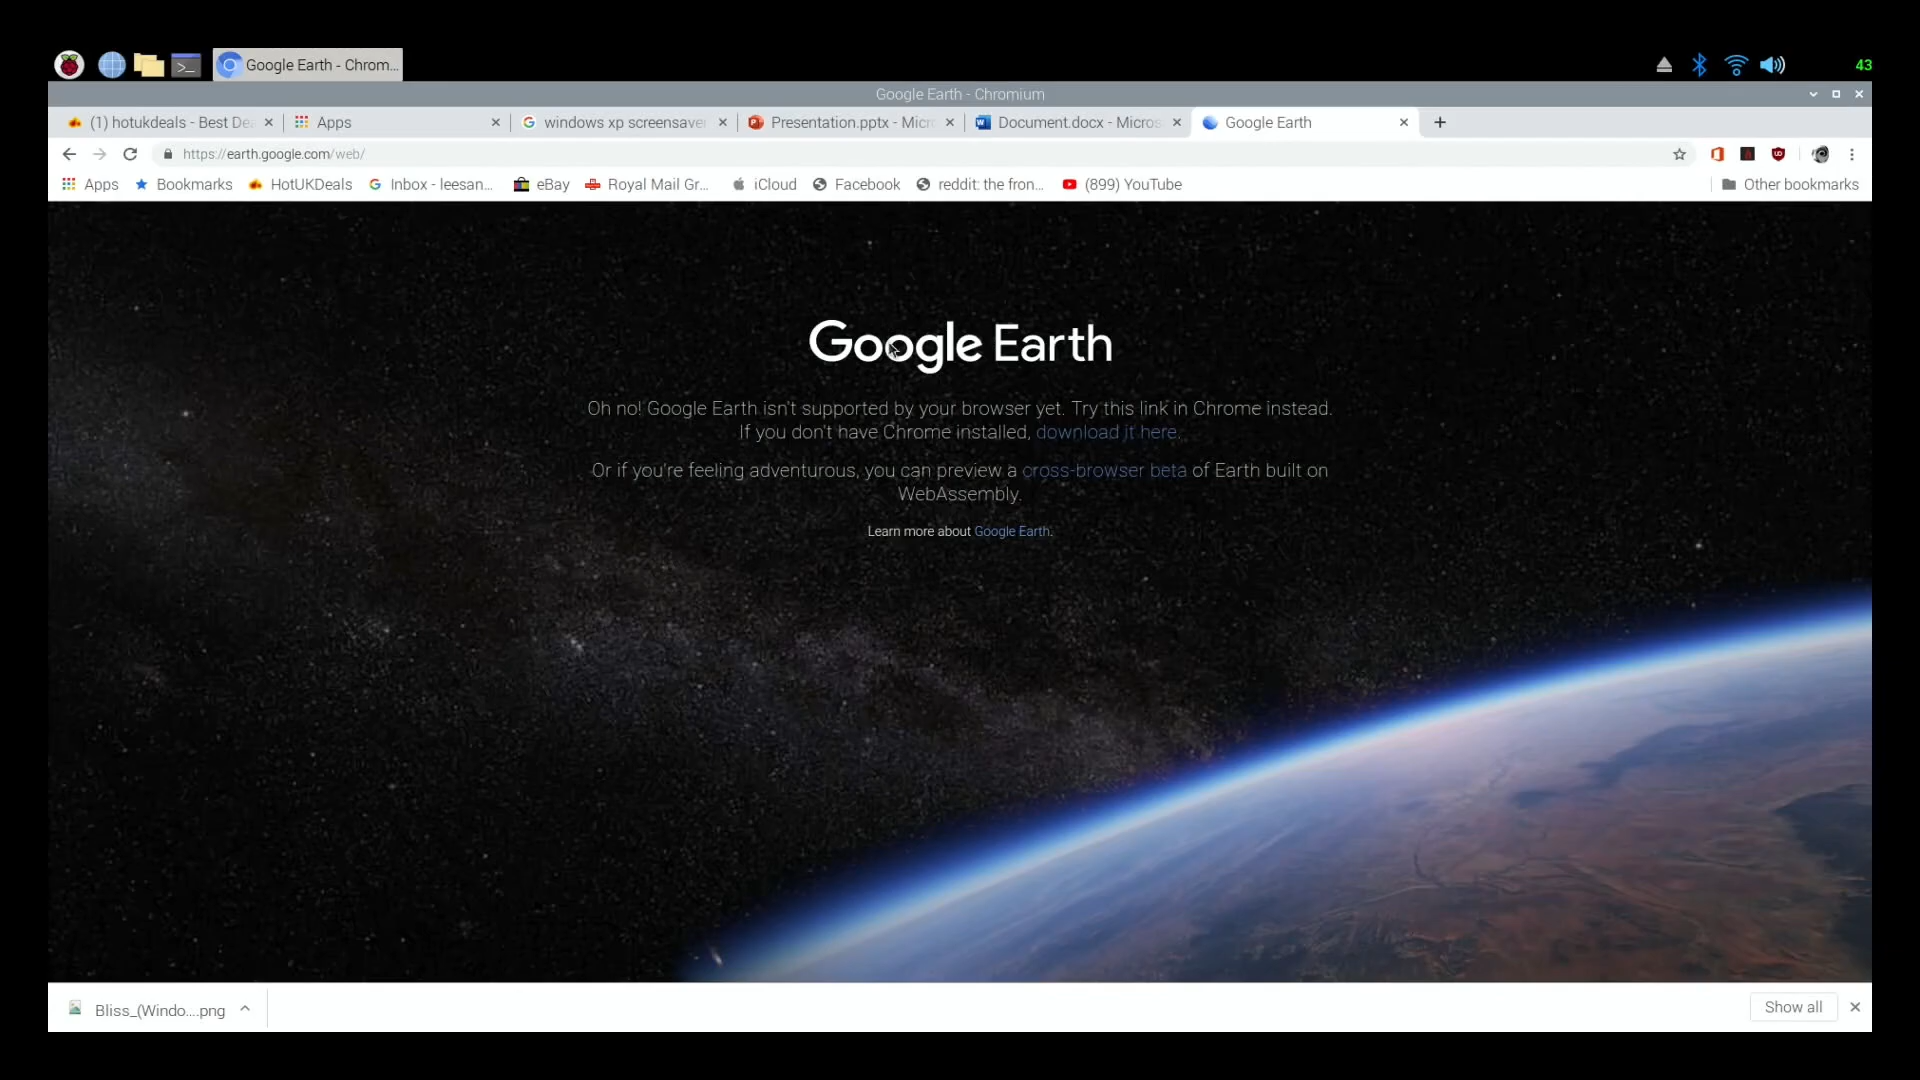 Google Earth - Chrom...
43
Google Earth - Chromium
(1) hotukdeals - Best De
Apps
windows xp screensaver
Presentation.pptx - Micr
Document.docx - Micros
Google Earth
https://earth.google.com/web/
Apps
Bookmarks
HotUKDeals
Inbox - leesan...
eBay
Royal Mail Gr...
iCloud
Facebook
reddit: the fron...
(899) YouTube
Other bookmarks
Google Earth
Oh no! Google Earth isn't supported by your browser yet. Try this link in Chrome instead.
If you don't have Chrome installed, download it here.
Or if you're feeling adventurous, you can preview a cross-browser beta of Earth built on
WebAssembly.
Learn more about Google Earth.
Bliss_(Windo....png
Show all